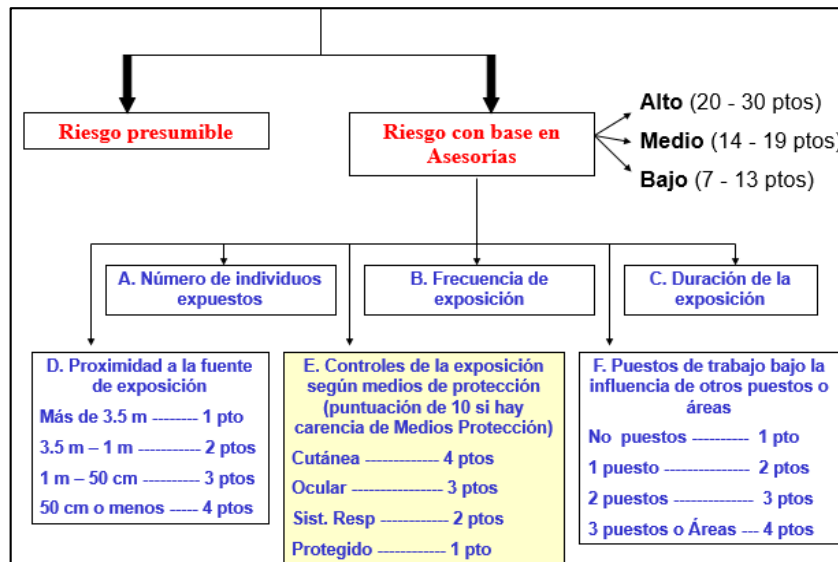 Riesgo presumible
Riesgo con base en
Asesorías
Alto (20 - 30 ptos)
Medio (14 - 19 ptos)
Bajo (7 - 13 ptos)
A. Número de individuos
expuestos
B. Frecuencia de
exposición
C. Duración de la
exposición
D. Proximidad a la fuente
de exposición
Más de 3.5 m -------- 1 pto
3.5 m – 1 m ----------- 2 ptos
1 m – 50 cm ---------- 3 ptos
50 cm o menos ----- 4 ptos
E. Controles de la exposición
según medios de protección
(puntuación de 10 si hay
carencia de Medios Protección)
Cutánea ------------- 4 ptos
Ocular ---------------- 3 ptos
Sist. Resp ----------- 2 ptos
Protegido ------------ 1 pto
F. Puestos de trabajo bajo la
influencia de otros puestos o
áreas
No puestos ---------- 1 pto
1 puesto --------------- 2 ptos
2 puestos -------------- 3 ptos
3 puestos o Áreas --- 4 ptos